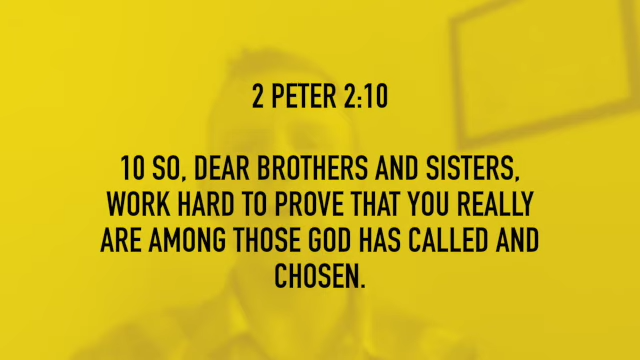 2 PETER 2:10
10 SO, DEAR BROTHERS AND SISTERS,
WORK HARD TO PROVE THAT YOU REALLY
ARE AMONG THOSE GOD HAS CALLED AND
CHOSEN.